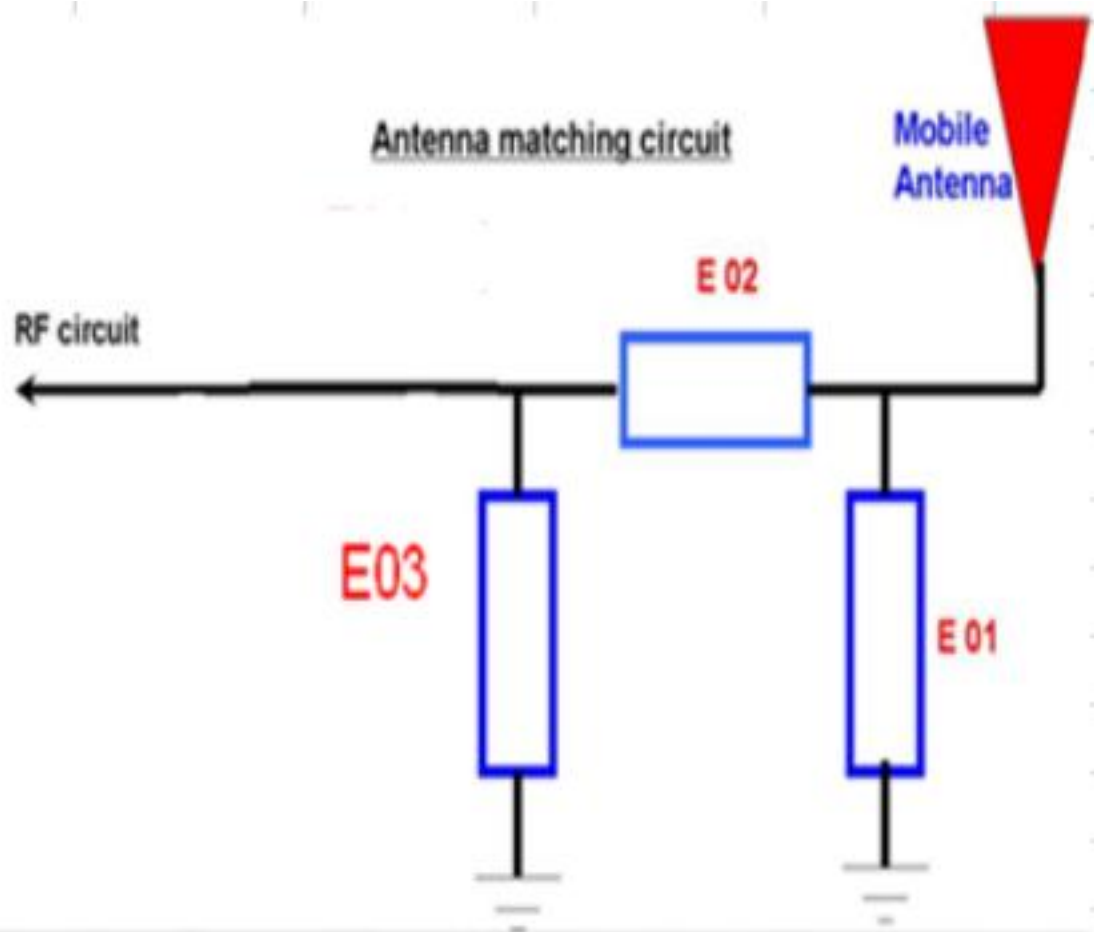 Antenna matching circuit
Mobile
Antenna
E 02
RF circuit
E03
E 01